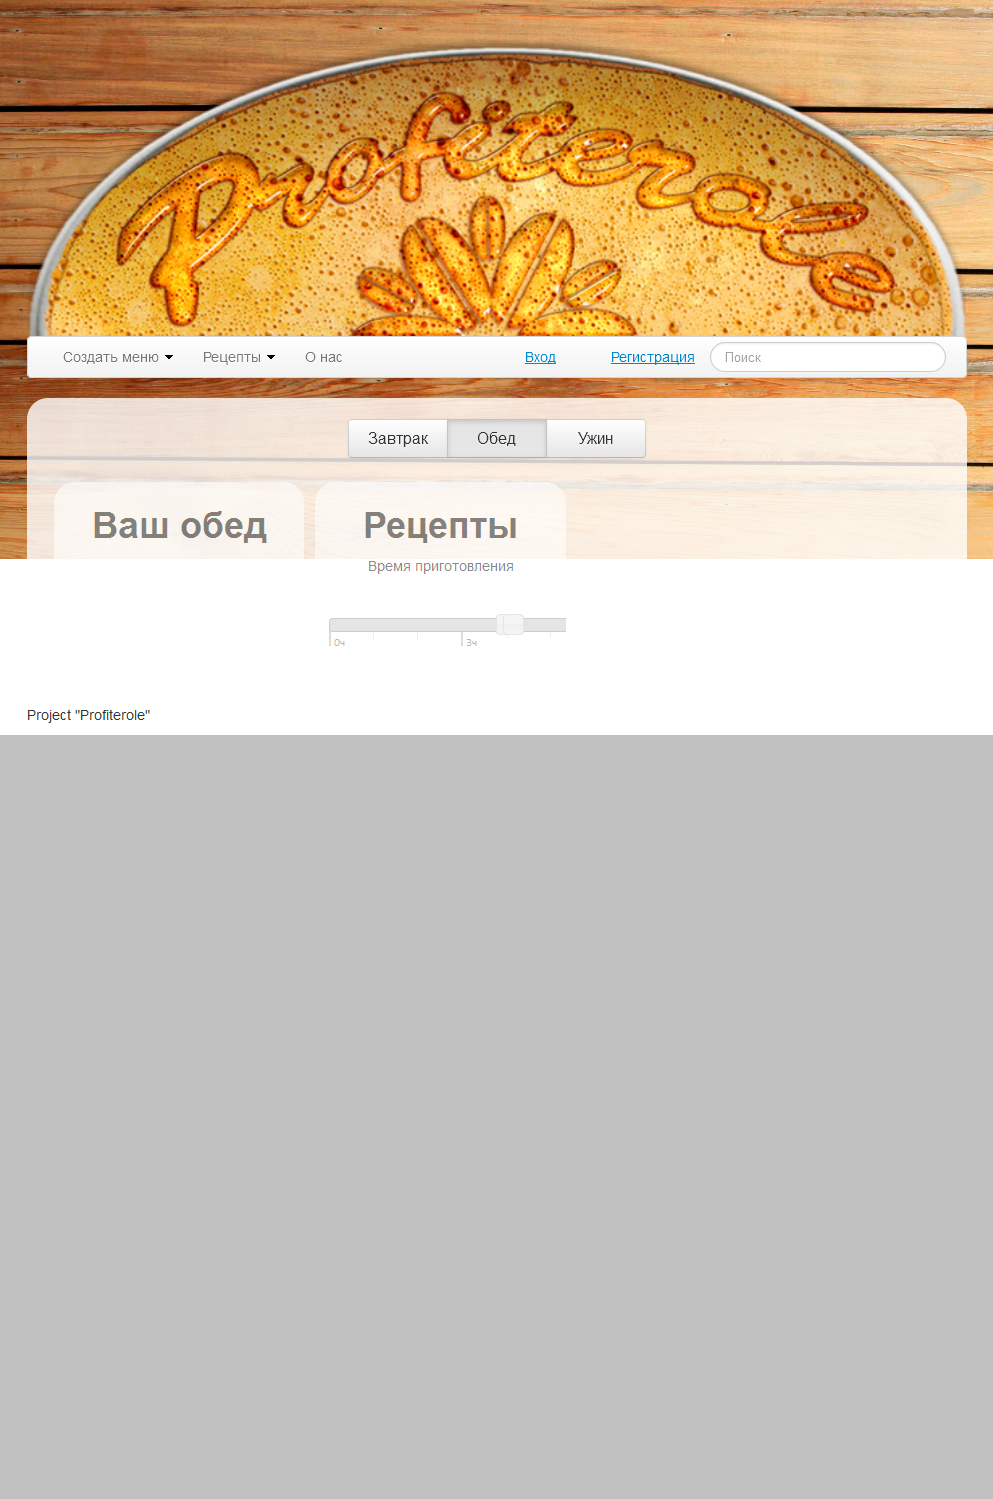 Profiterole
Создать меню Рецепты О нас Вход Регистрация Поиск
Завтрак Обед Ужин
Ваш обед Рецепты
Время приготовления
0ч 3ч
Project "Profiterole"